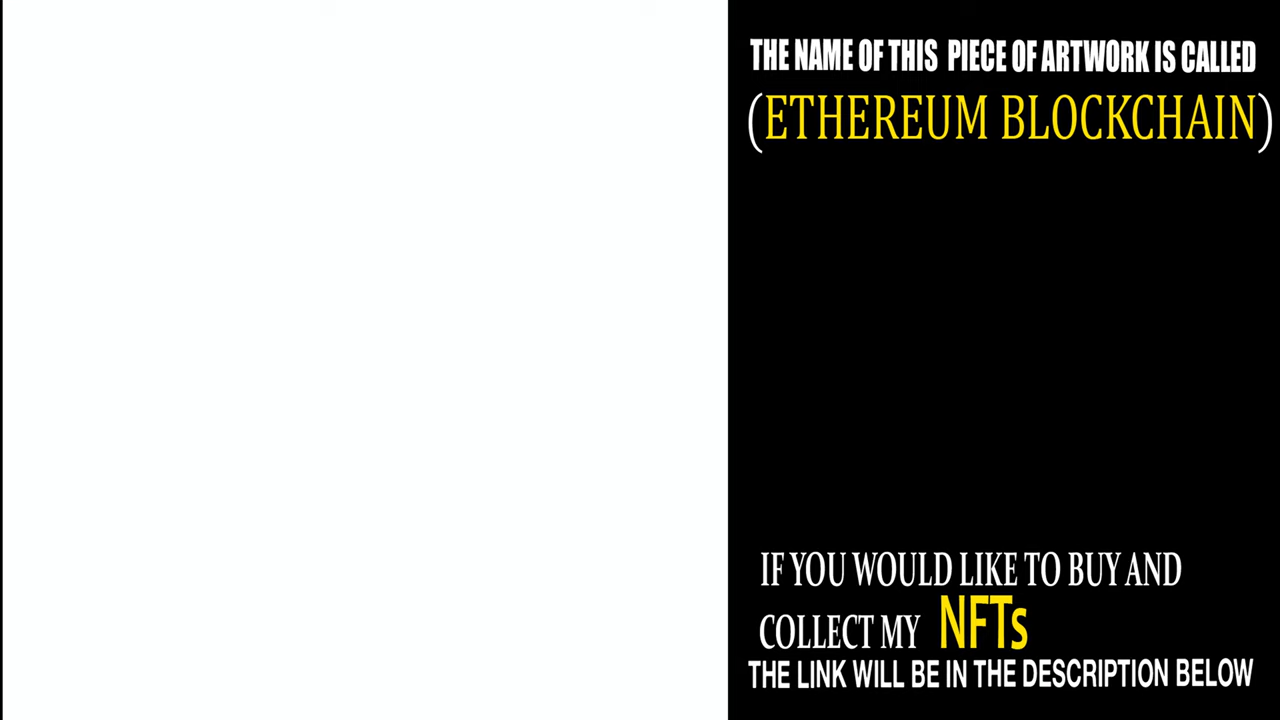 THE NAME OF THIS PIECE OF ARTWORK IS CALLED
(ETHEREUM BLOCKCHAIN)
IF YOU WOULD LIKE TO BUY AND
COLLECT MY NFTs
THE LINK WILL BE IN THE DESCRIPTION BELOW